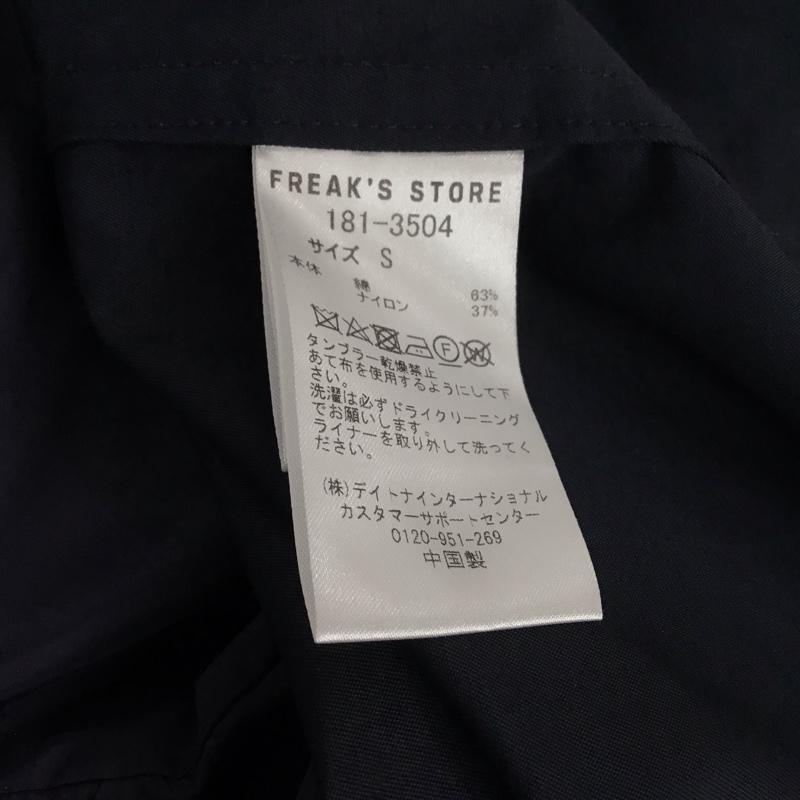 FREAK'S STORE
181-3504
サイズ S
本体
綿 63%
ナイロン 37%
F W
タンブラー乾燥禁止
あて布を使用するようにして下
さい。
洗濯は必ずドライクリーニング
でお願いします。
ライナーを取り外して洗ってく
ださい。
(株)デイトナインターナショナル
カスタマーサポートセンター
0120-951-269
中国製